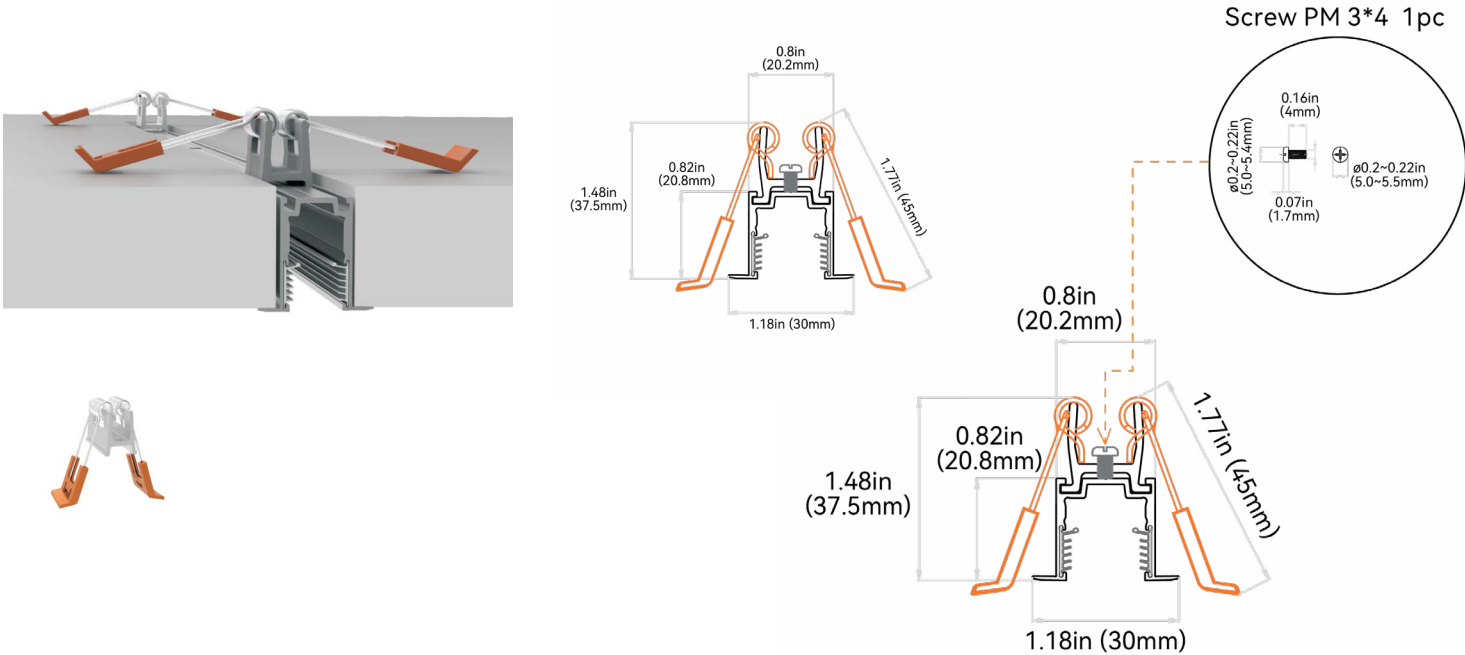 Screw PM 3*4 1pc
0.16in
(4mm)
ø0.2~0.22in
(5.0~5.4mm)
ø0.2~0.22in
(5.0~5.5mm)
0.07in
(1.7mm)
0.8in
(20.2mm)
0.82in
(20.8mm)
1.48in
(37.5mm)
1.77in (45mm)
1.18in (30mm)
0.8in
(20.2mm)
0.82in
(20.8mm)
1.48in
(37.5mm)
1.77in (45mm)
1.18in (30mm)